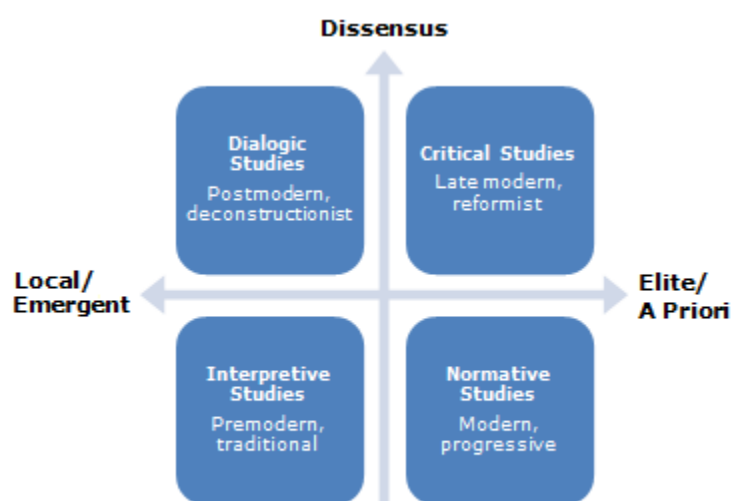 Dissensus
Dialogic
Studies
Postmodern,
deconstructionist
Critical Studies
Late modern,
reformist
Local/
Emergent
Elite/
A Priori
Interpretive
Studies
Premodern,
traditional
Normative
Studies
Modern,
progressive